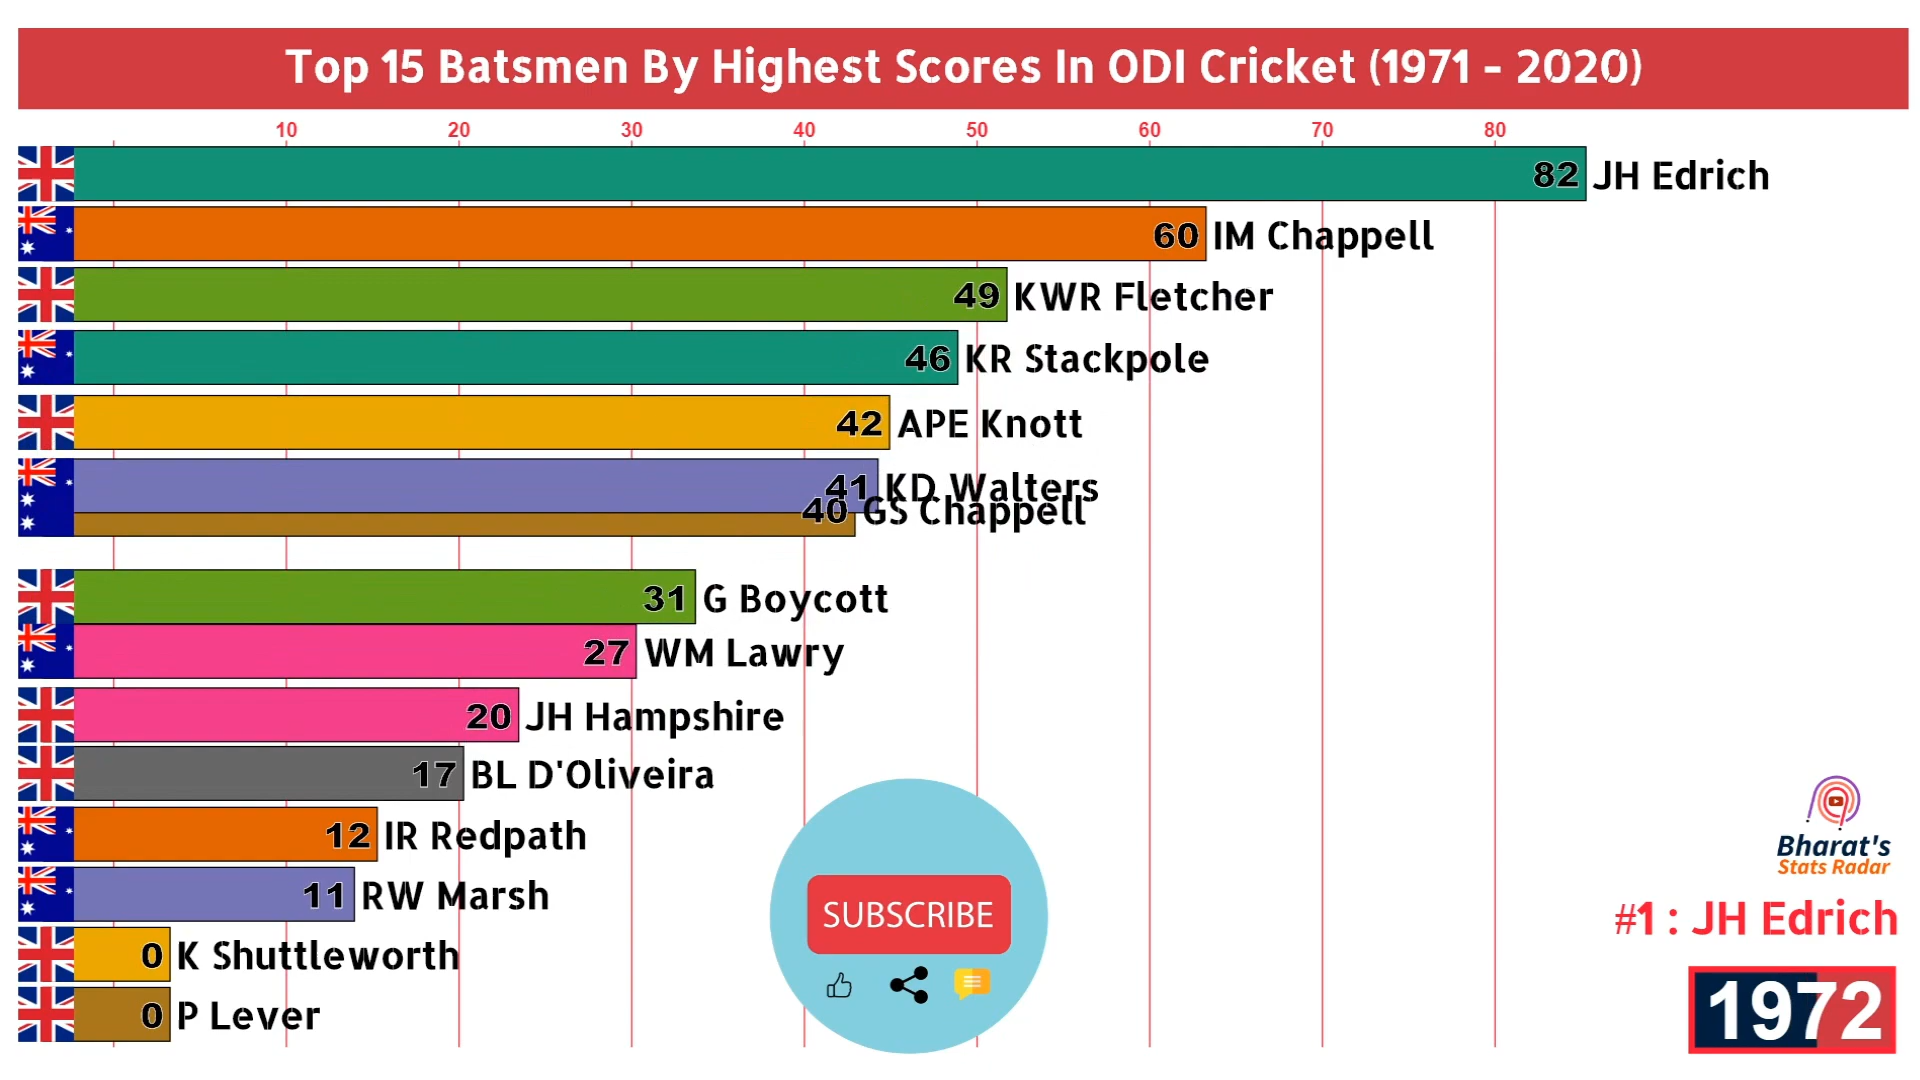 Top 15 Batsmen By Highest Scores In ODI Cricket (1971 - 2020)
10 20 30 40 50 60 70 80
82 JH Edrich
60 IM Chappell
49 KWR Fletcher
46 KR Stackpole
42 APE Knott
41 KD Walters
40 GS Chappell
31 G Boycott
27 WM Lawry
20 JH Hampshire
17 BL D'Oliveira
12 IR Redpath
11 RW Marsh
0 K Shuttleworth
0 P Lever
SUBSCRIBE
Bharat's
Stats Radar
#1 : JH Edrich
1972